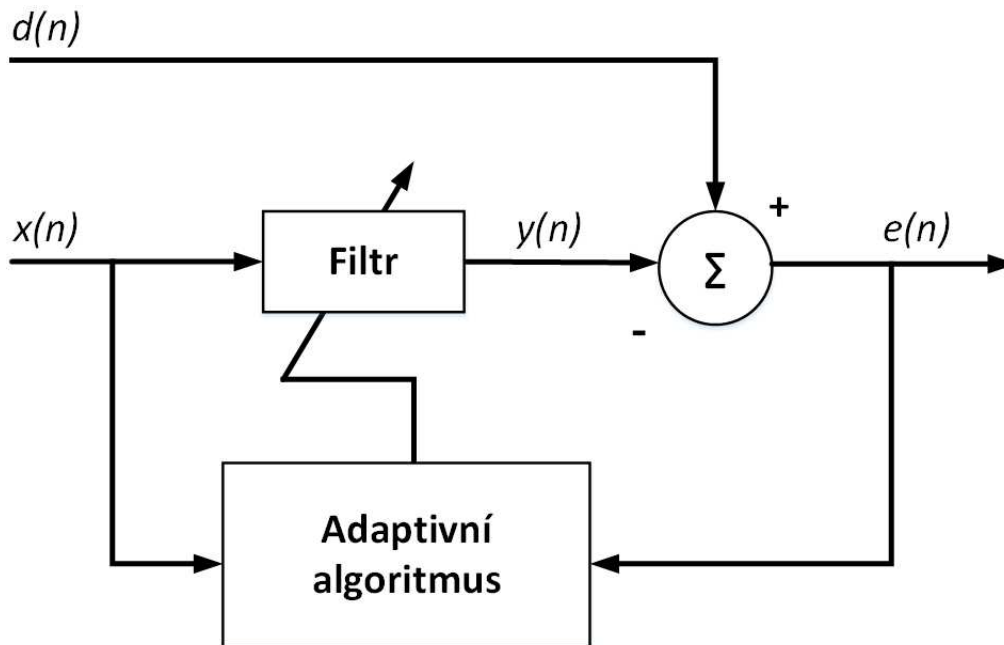 d(n)
x(n)
Filtr
y(n)
+
Σ
e(n)
-
Adaptivní
algoritmus